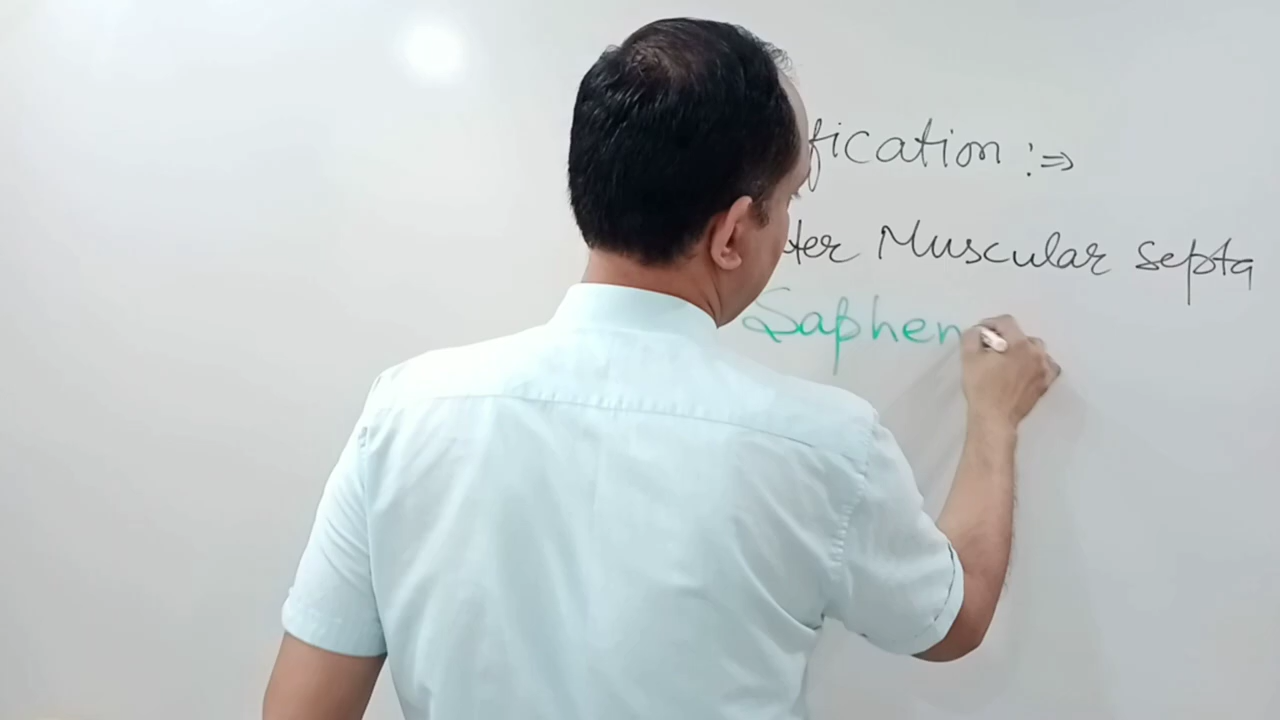 fication :⇒
ter Muscular septa
Saphen